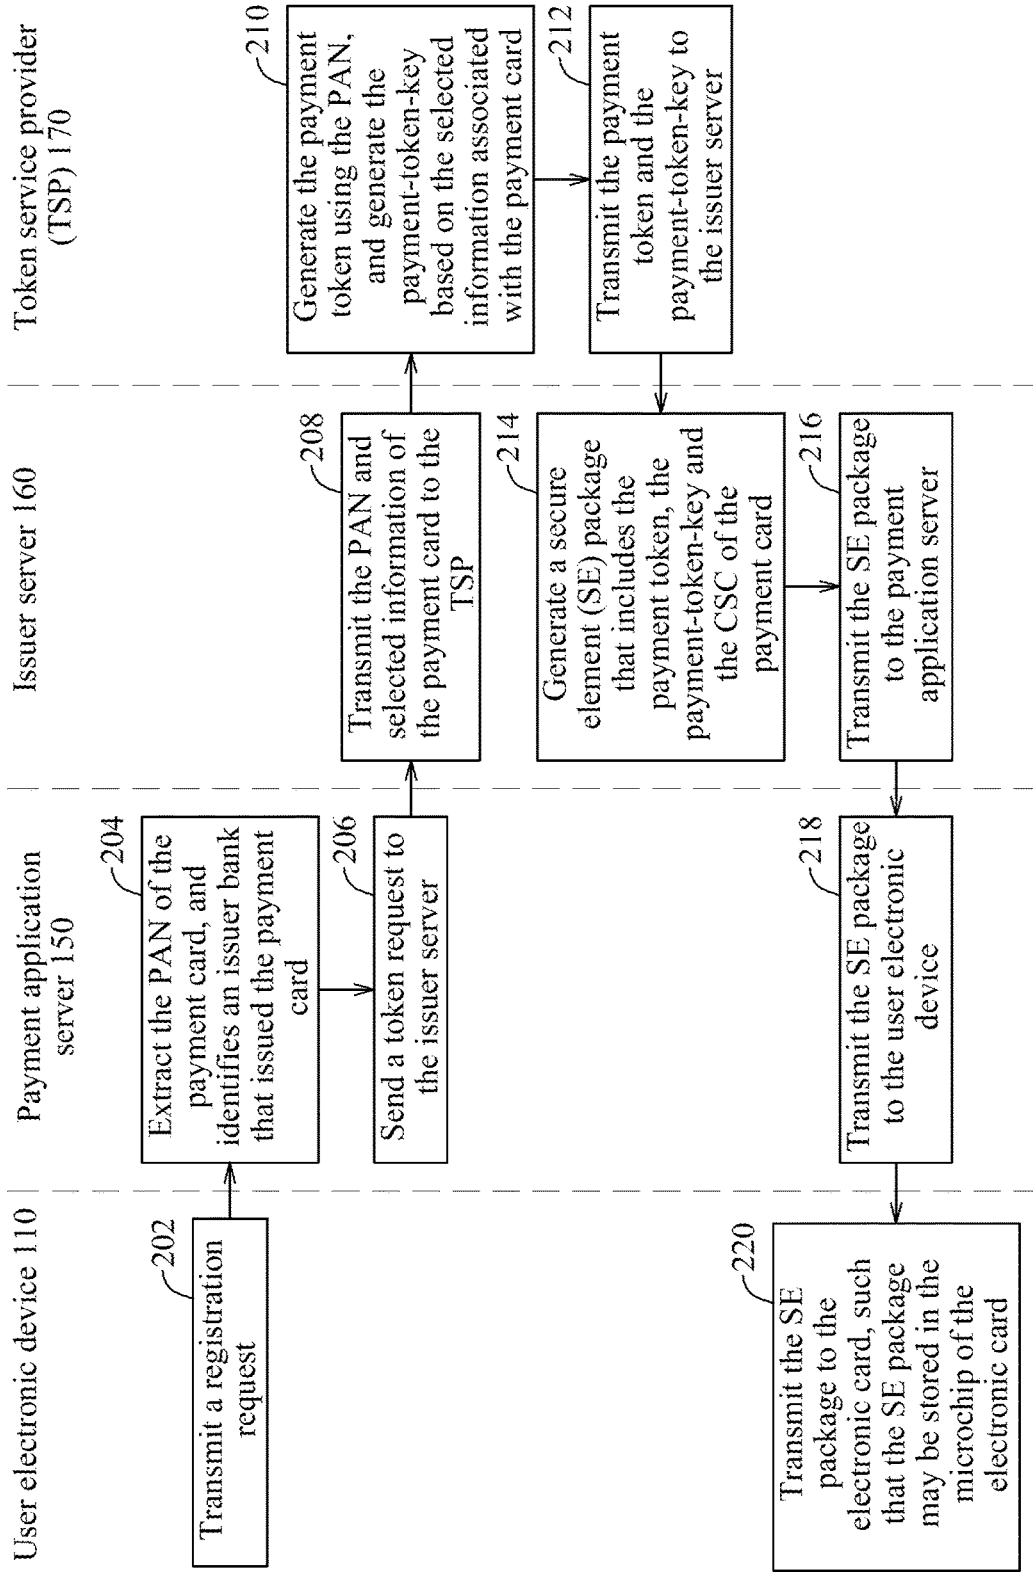 User electronic device 110
Payment application
server 150
Issuer server 160
Token service provider
(TSP) 170
202
Transmit a registration
request
204
Extract the PAN of the
payment card, and
identifies an issuer bank
that issued the payment
card
206
Send a token request to
the issuer server
208
Transmit the PAN and
selected information of
the payment card to the
TSP
210
Generate the payment
token using the PAN,
and generate the
payment-token-key
based on the selected
information associated
with the payment card
212
Transmit the payment
token and the
payment-token-key to
the issuer server
214
Generate a secure
element (SE) package
that includes the
payment token, the
payment-token-key and
the CSC of the
payment card
216
Transmit the SE package
to the payment
application server
218
Transmit the SE package
to the user electronic
device
220
Transmit the SE
package to the
electronic card, such
that the SE package
may be stored in the
microchip of the
electronic card